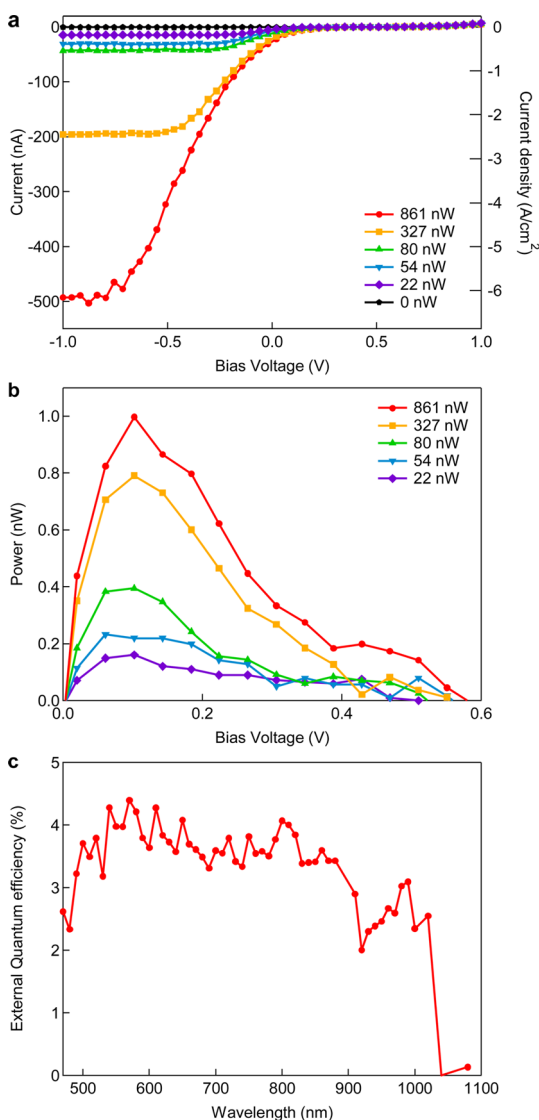 a
0
-100
-200
-300
-400
-500
Current (nA)
0
-1
-2
-3
-4
-5
-6
Current density (A/cm²)
861 nW
327 nW
80 nW
54 nW
22 nW
0 nW
-1.0 -0.5 0.0 0.5 1.0
Bias Voltage (V)
b
1.0
0.8
0.6
0.4
0.2
0.0
Power (nW)
861 nW
327 nW
80 nW
54 nW
22 nW
0.0 0.2 0.4 0.6
Bias Voltage (V)
c
5
4
3
2
1
0
External Quantum efficiency (%)
500 600 700 800 900 1000 1100
Wavelength (nm)